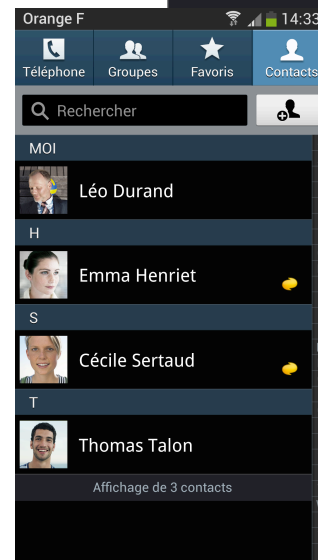 Orange F 14:33
Téléphone Groupes Favoris Contacts
Rechercher
MOI
Léo Durand
H
Emma Henriet
S
Cécile Sertaud
T
Thomas Talon
Affichage de 3 contacts